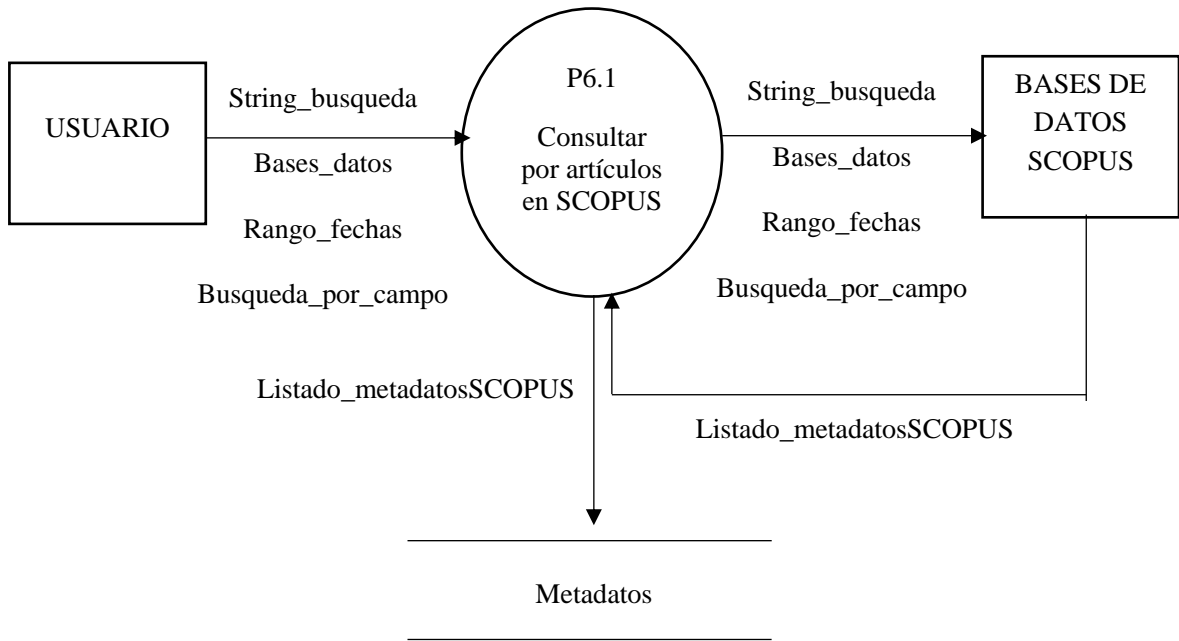 USUARIO
String_busqueda
Bases_datos
Rango_fechas
Busqueda_por_campo
P6.1
Consultar
por artículos
en SCOPUS
String_busqueda
Bases_datos
Rango_fechas
Busqueda_por_campo
BASES DE
DATOS
SCOPUS
Listado_metadatosSCOPUS
Listado_metadatosSCOPUS
Metadatos